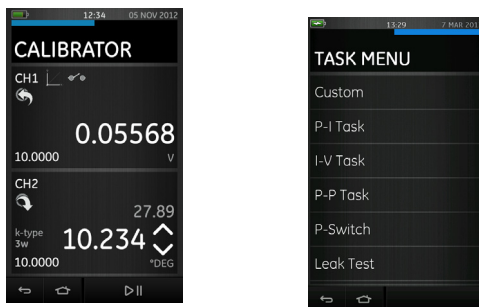 12:34 05 NOV 2012
CALIBRATOR
CH1
0.05568
10.0000 V
CH2
27.89
k-type
3w
10.234
10.0000 °DEG
13:29 7 MAR 201
TASK MENU
Custom
P-I Task
I-V Task
P-P Task
P-Switch
Leak Test